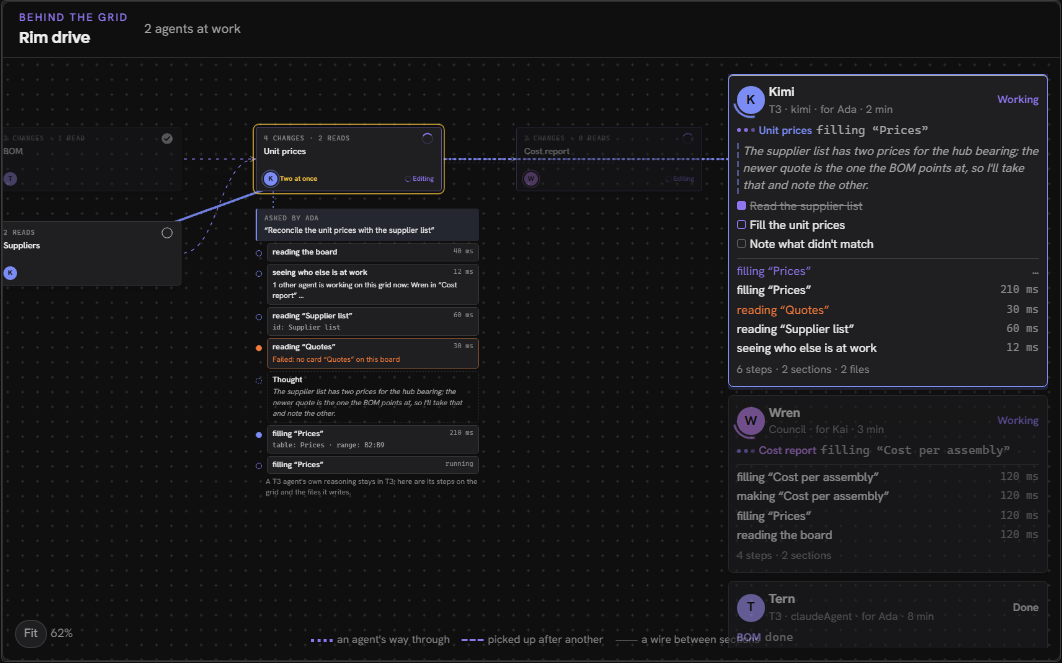 BEHIND THE GRID
Rim drive
2 agents at work
3 CHANGES · 1 READ
BOM
T
2 READS
Suppliers
K
4 CHANGES · 2 READS
Unit prices
K Two at once
Editing
3 CHANGES · 0 READS
Cost report
W
Editing
ASKED BY ADA
“Reconcile the unit prices with the supplier list”
reading the board 40 ms
seeing who else is at work 12 ms
1 other agent is working on this grid now: Wren in “Cost
report” …
reading “Supplier list” 60 ms
id: Supplier list
reading “Quotes” 30 ms
Failed: no card “Quotes” on this board
Thought
The supplier list has two prices for the hub bearing; the
newer quote is the one the BOM points at, so I'll take that
and note the other.
filling “Prices” 210 ms
table: Prices · range: B2:B9
filling “Prices” running
A T3 agent's own reasoning stays in T3; here are its steps on the
grid and the files it writes.
K
Kimi
T3 · kimi · for Ada · 2 min
Working
Unit prices filling “Prices”
The supplier list has two prices for the hub bearing; the
newer quote is the one the BOM points at, so I'll take
that and note the other.
Read the supplier list
Fill the unit prices
Note what didn't match
filling “Prices” …
filling “Prices” 210 ms
reading “Quotes” 30 ms
reading “Supplier list” 60 ms
seeing who else is at work 12 ms
6 steps · 2 sections · 2 files
W
Wren
Council · for Kai · 3 min
Working
Cost report filling “Cost per assembly”
filling “Cost per assembly” 120 ms
making “Cost per assembly” 120 ms
filling “Prices” 120 ms
reading the board 120 ms
4 steps · 2 sections
T
Tern
T3 · claudeAgent · for Ada · 8 min
Done
BOM done
Fit
62%
an agent's way through
picked up after another
a wire between